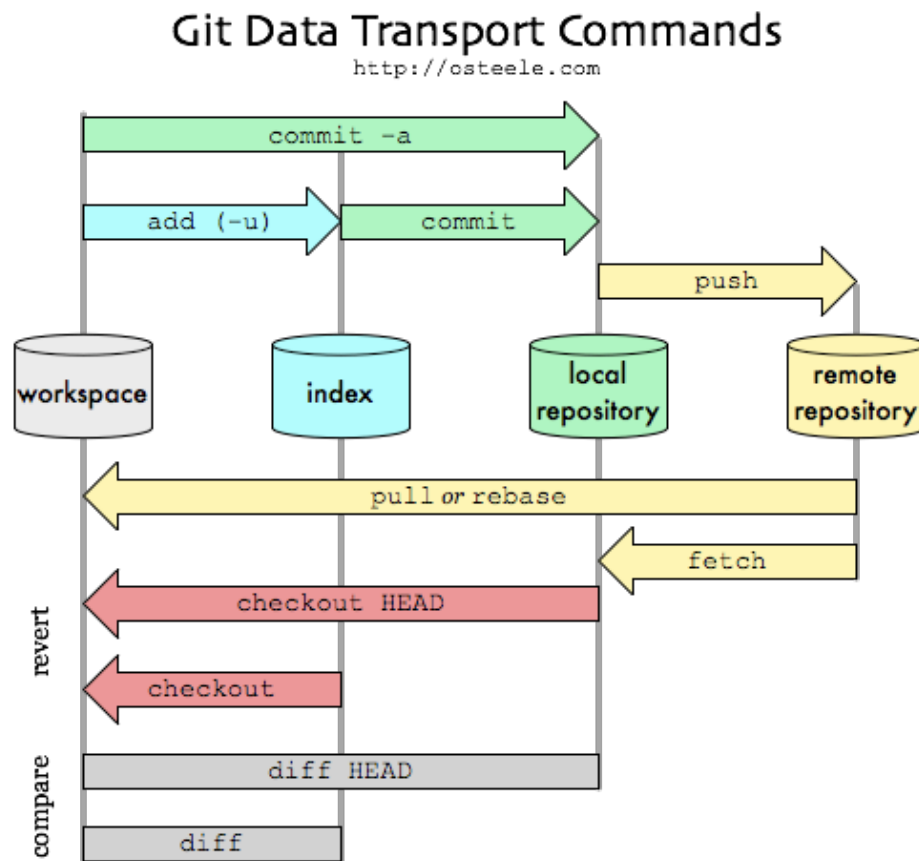 Git Data Transport Commands
http://osteele.com
commit -a
add (-u)
commit
push
workspace
index
local
repository
remote
repository
pull or rebase
fetch
revert
checkout HEAD
checkout
compare
diff HEAD
diff